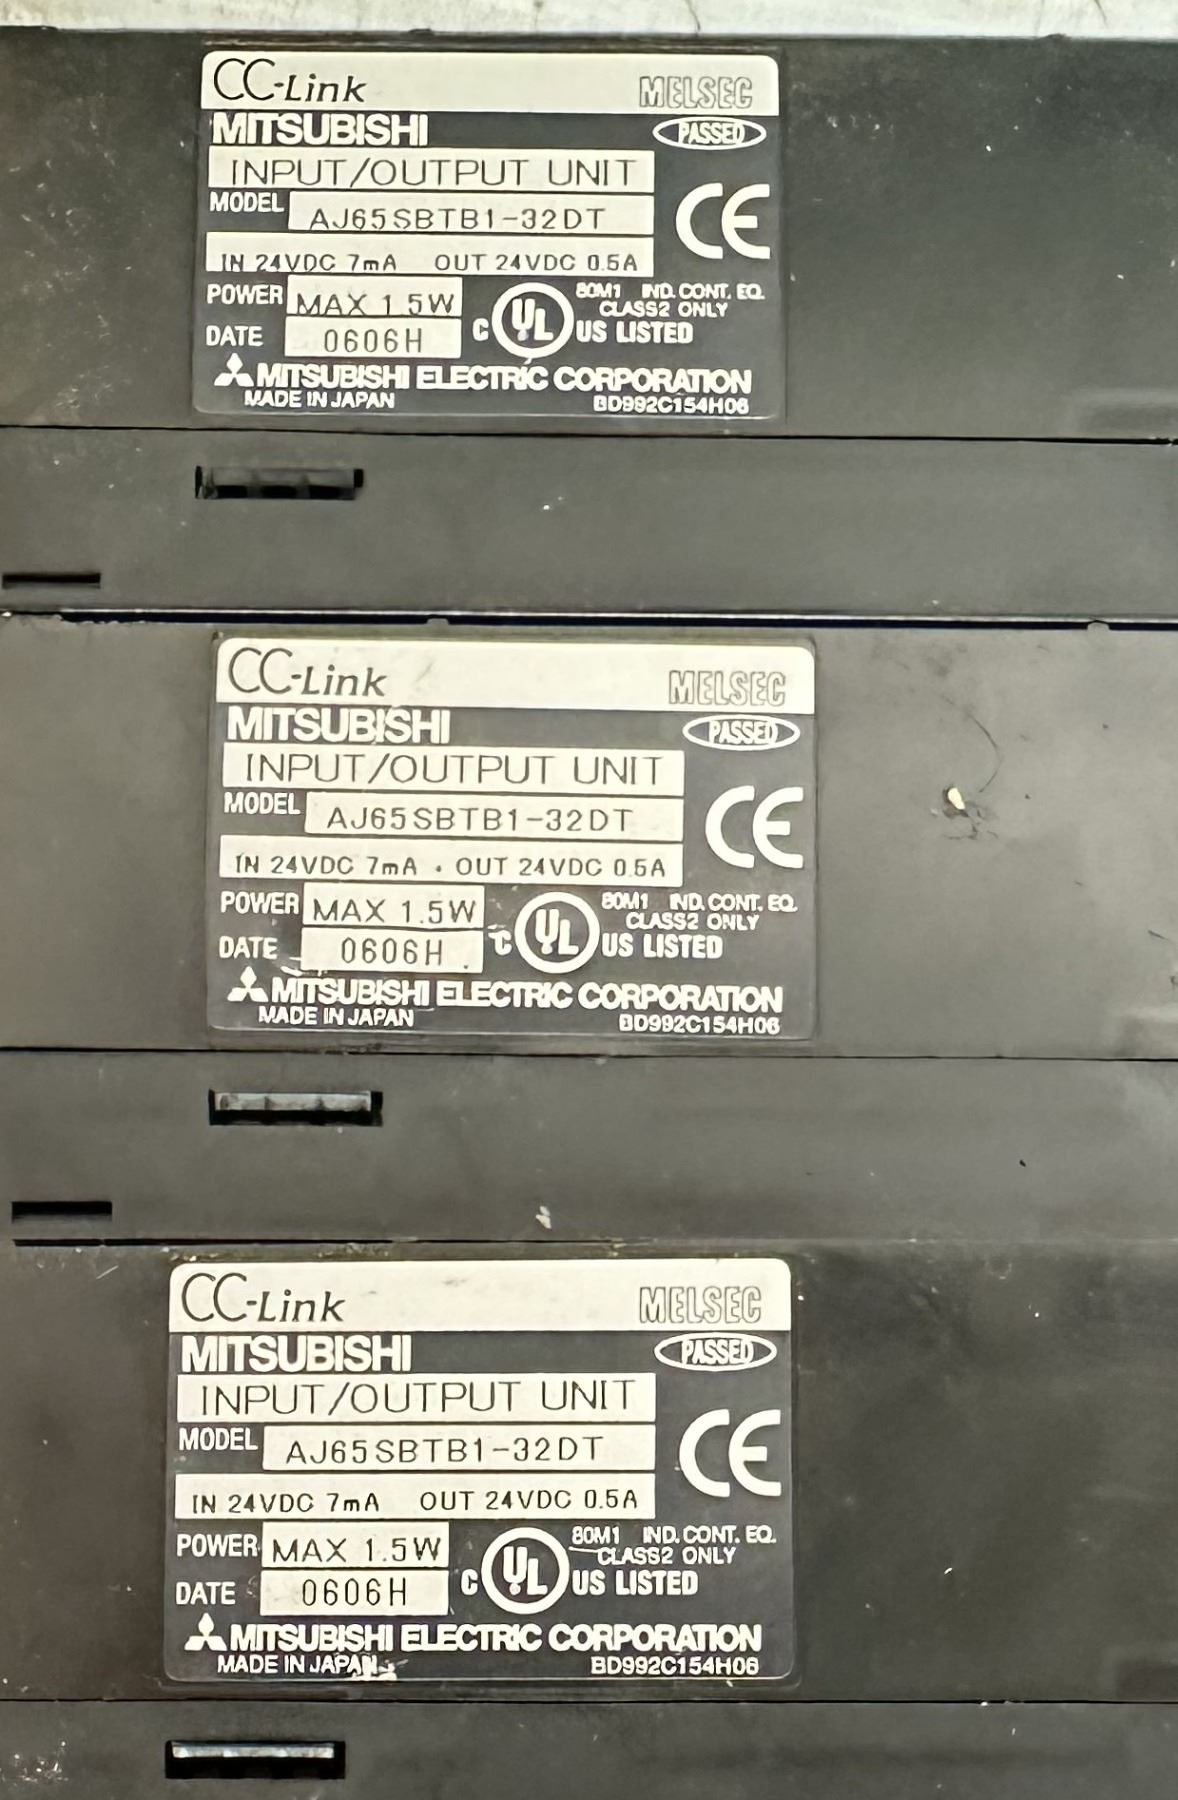 CC-Link MELSEC
MITSUBISHI PASSED
INPUT/OUTPUT UNIT
MODEL AJ65SBTB1-32DT CE
IN 24VDC 7mA OUT 24VDC 0.5A
POWER MAX 1.5W 80M1 IND. CONT. EQ.
CLASS2 ONLY
DATE 0606H C UL US LISTED
MITSUBISHI ELECTRIC CORPORATION
MADE IN JAPAN BD992C154H06
CC-Link MELSEC
MITSUBISHI PASSED
INPUT/OUTPUT UNIT
MODEL AJ65SBTB1-32DT CE
IN 24VDC 7mA OUT 24VDC 0.5A
POWER MAX 1.5W 80M1 IND. CONT. EQ.
CLASS2 ONLY
DATE 0606H C UL US LISTED
MITSUBISHI ELECTRIC CORPORATION
MADE IN JAPAN BD992C154H06
CC-Link MELSEC
MITSUBISHI PASSED
INPUT/OUTPUT UNIT
MODEL AJ65SBTB1-32DT CE
IN 24VDC 7mA OUT 24VDC 0.5A
POWER MAX 1.5W 80M1 IND. CONT. EQ.
CLASS2 ONLY
DATE 0606H C UL US LISTED
MITSUBISHI ELECTRIC CORPORATION
MADE IN JAPAN BD992C154H06